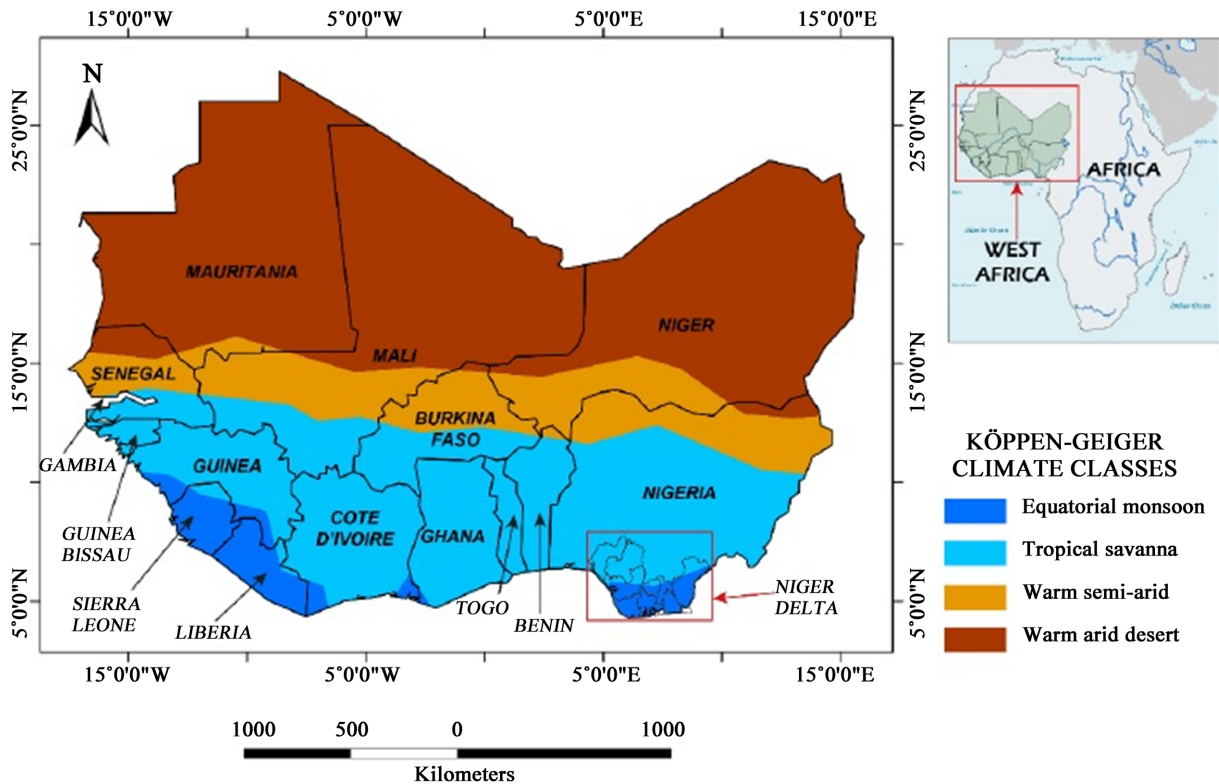 15°0'0"W
5°0'0"W
5°0'0"E
15°0'0"E
N
25°0'0"N
25°0'0"N
15°0'0"N
15°0'0"N
5°0'0"N
5°0'0"N
MAURITANIA
NIGER
MALI
SENEGAL
BURKINA
FASO
GAMBIA
GUINEA
NIGERIA
GUINEA
BISSAU
COTE
D'IVOIRE
GHANA
SIERRA
LEONE
LIBERIA
TOGO
BENIN
NIGER
DELTA
15°0'0"W
5°0'0"W
5°0'0"E
15°0'0"E
1000
500
0
1000
Kilometers
AFRICA
WEST
AFRICA
KÖPPEN-GEIGER
CLIMATE CLASSES
Equatorial monsoon
Tropical savanna
Warm semi-arid
Warm arid desert